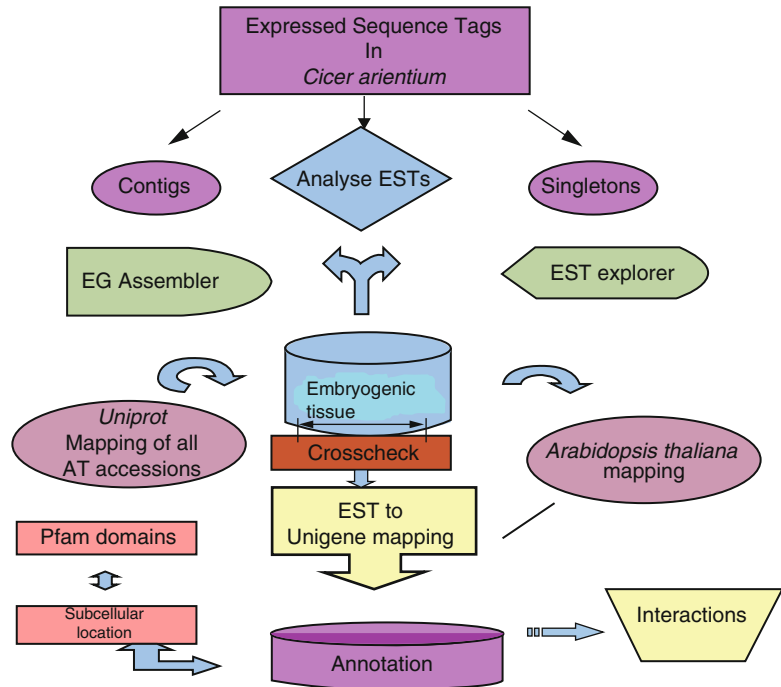 Expressed Sequence Tags
In
Cicer arientium
Contigs
Analyse ESTs
Singletons
EG Assembler
EST explorer
Embryogenic
tissue
Uniprot
Mapping of all
AT accessions
Crosscheck
Arabidopsis thaliana
mapping
EST to
Unigene mapping
Pfam domains
Subcellular
location
Interactions
Annotation